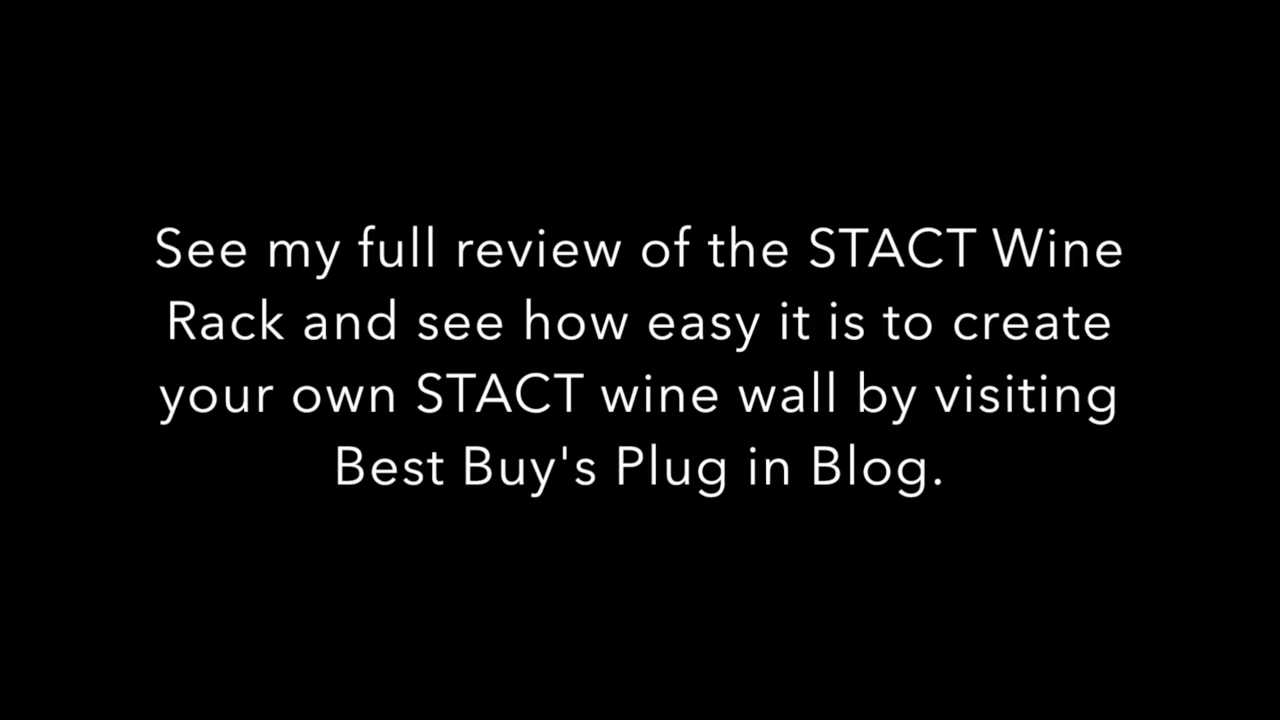 See my full review of the STACT Wine
Rack and see how easy it is to create
your own STACT wine wall by visiting
Best Buy's Plug in Blog.